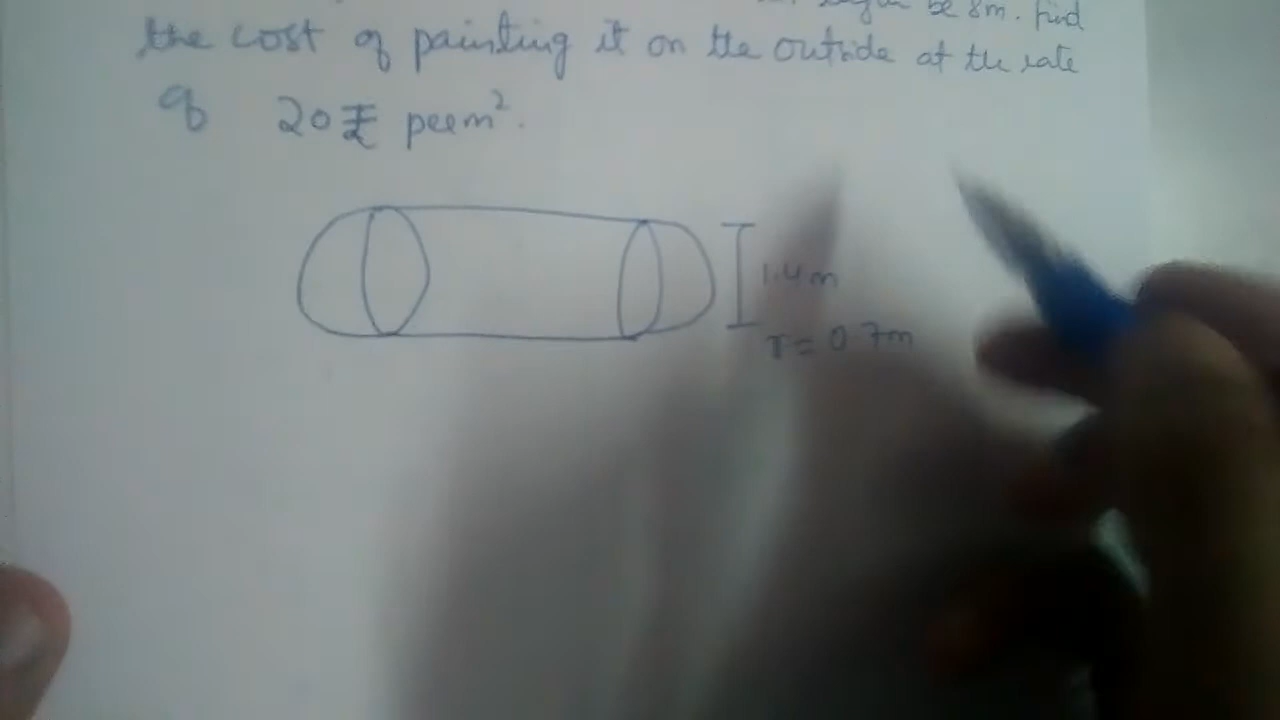 be 8m. find
the cost of painting it on the outside at the rate
of 20₹ per m².
1.4m
r = 0.7m